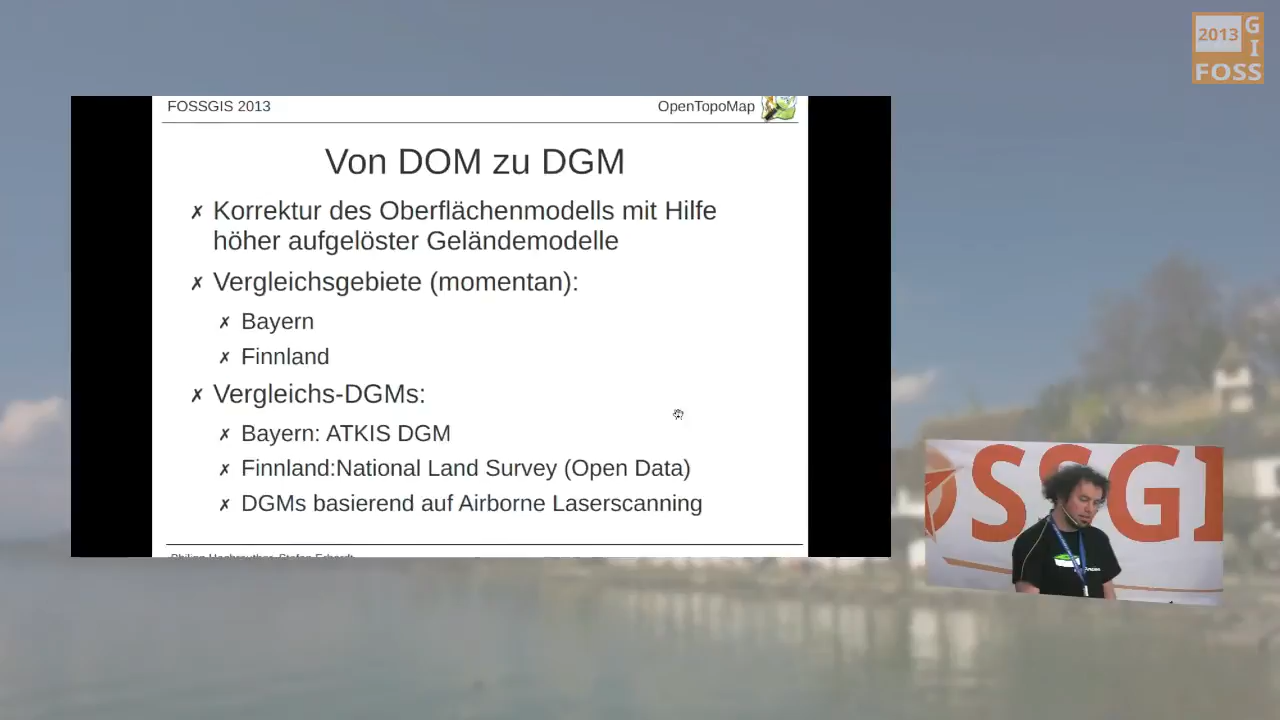 2013
G
I
FOSS
FOSSGIS 2013
OpenTopoMap
Von DOM zu DGM
✗ Korrektur des Oberflächenmodells mit Hilfe
höher aufgelöster Geländemodelle
✗ Vergleichsgebiete (momentan):
✗ Bayern
✗ Finnland
✗ Vergleichs-DGMs:
✗ Bayern: ATKIS DGM
✗ Finnland:National Land Survey (Open Data)
✗ DGMs basierend auf Airborne Laserscanning
OSSGI